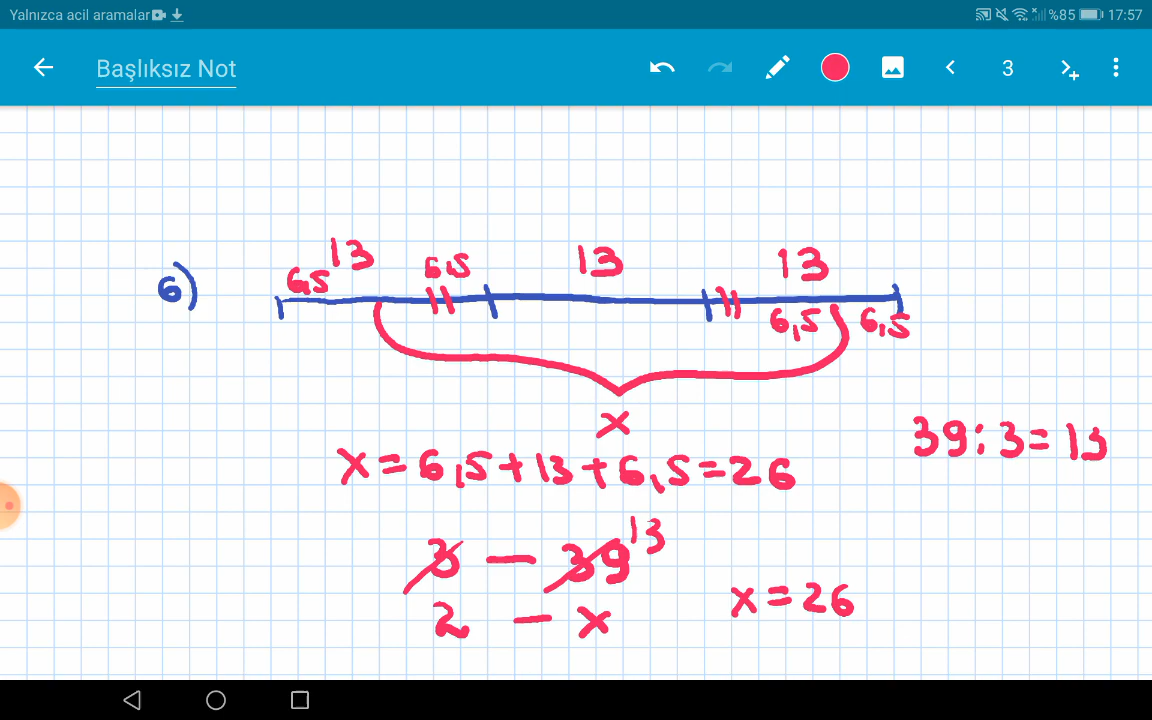 Yalnızca acil aramalar %85 17:57
Başlıksız Not 3
13 13 13
6,5 6,5
6)
6,5 6,5
x
39:3=13
x=6,5+13+6,5=26
3 — 39 13
2 — x
x=26